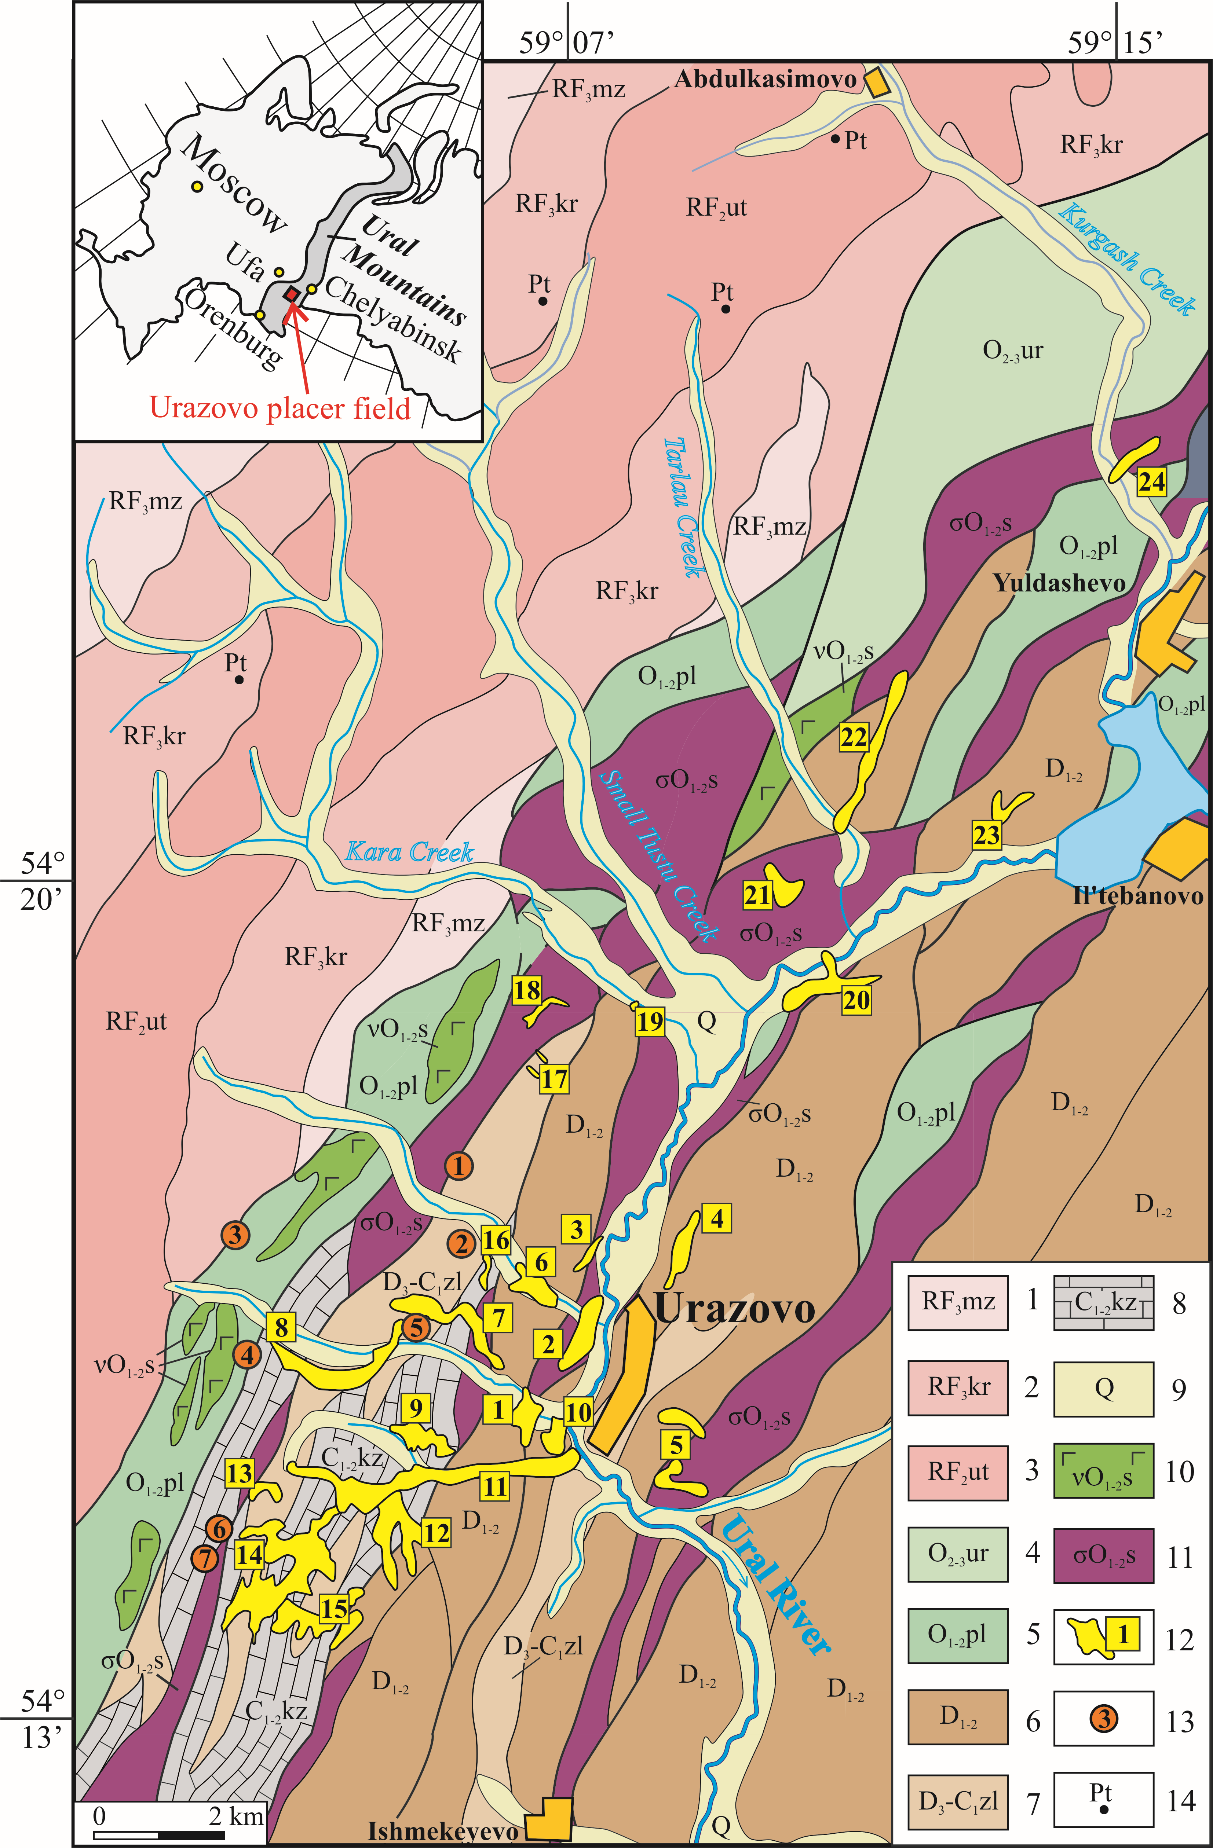 59° 07’
59° 15’
Moscow
Ural
Mountains
Ufa
Chelyabinsk
Orenburg
Urazovo placer field
RF₃mz
Abdulkasimovo
Pt
RF₃kr
RF₃kr
RF₂ut
Kurgash Creek
Pt
Pt
O₂₋₃ur
Tarlau Creek
24
RF₃mz
RF₃mz
σO₁₋₂s
O₁₋₂pl
Yuldashevo
RF₃kr
νO₁₋₂s
Pt
O₁₋₂pl
O₁₋₂pl
RF₃kr
22
D₁₋₂
σO₁₋₂s
Small Tustu Creek
23
Kara Creek
54°
20’
21
Il'tebanovo
RF₃mz
σO₁₋₂s
RF₃kr
18
20
RF₂ut
19
Q
νO₁₋₂s
17
O₁₋₂pl
D₁₋₂
σO₁₋₂s
O₁₋₂pl
D₁₋₂
1
D₁₋₂
D₁₋₂
σO₁₋₂s
4
3
3
2
16
6
D₃-C₁zl
Urazovo
7
5
8
2
νO₁₋₂s
4
9
1
10
σO₁₋₂s
5
C₁₋₂kz
13
O₁₋₂pl
11
6
12
D₁₋₂
7
14
Ural River
15
σO₁₋₂s
D₃-C₁zl
D₁₋₂
D₁₋₂
D₁₋₂
C₁₋₂kz
54°
13’
0 2 km
Ishmekeyevo
Q
RF₃mz 1
C₁₋₂kz 8
RF₃kr 2
Q 9
RF₂ut 3
νO₁₋₂s 10
O₂₋₃ur 4
σO₁₋₂s 11
O₁₋₂pl 5
1 12
D₁₋₂ 6
3 13
D₃-C₁zl 7
Pt 14